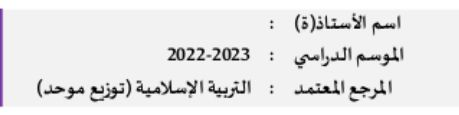 اسم الأستاذ(ة) :
الموسم الدراسي : 2022-2023
المرجع المعتمد : التربية الإسلامية (توزيع موحد)